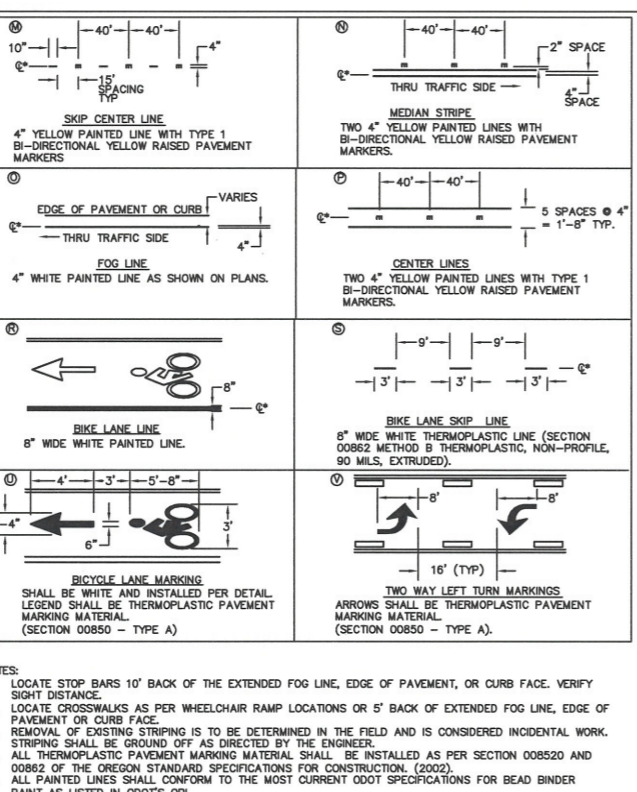 M
40' 40'
10"
4"
℄*
15'
SPACING
TYP
SKIP CENTER LINE
4" YELLOW PAINTED LINE WITH TYPE 1
BI-DIRECTIONAL YELLOW RAISED PAVEMENT
MARKERS
N
40' 40'
2" SPACE
℄*
THRU TRAFFIC SIDE
4"
SPACE
MEDIAN STRIPE
TWO 4" YELLOW PAINTED LINES WITH
BI-DIRECTIONAL YELLOW RAISED PAVEMENT
MARKERS.
O
VARIES
EDGE OF PAVEMENT OR CURB
℄*
THRU TRAFFIC SIDE
4"
FOG LINE
4" WHITE PAINTED LINE AS SHOWN ON PLANS.
P
40' 40'
℄*
5 SPACES @ 4"
= 1'-8" TYP.
CENTER LINES
TWO 4" YELLOW PAINTED LINES WITH TYPE 1
BI-DIRECTIONAL YELLOW RAISED PAVEMENT
MARKERS.
R
8"
℄*
BIKE LANE LINE
8" WIDE WHITE PAINTED LINE.
S
9' 9'
℄*
3' 3' 3'
BIKE LANE SKIP LINE
8" WIDE WHITE THERMOPLASTIC LINE (SECTION
00862 METHOD B THERMOPLASTIC, NON-PROFILE,
90 MILS, EXTRUDED).
U
4' 3' 5'-8"
4"
3'
6"
BICYCLE LANE MARKING
SHALL BE WHITE AND INSTALLED PER DETAIL.
LEGEND SHALL BE THERMOPLASTIC PAVEMENT
MARKING MATERIAL.
(SECTION 00850 - TYPE A)
V
8' 8'
16' (TYP)
TWO WAY LEFT TURN MARKINGS
ARROWS SHALL BE THERMOPLASTIC PAVEMENT
MARKING MATERIAL
(SECTION 00850 - TYPE A).
TES:
LOCATE STOP BARS 10' BACK OF THE EXTENDED FOG LINE, EDGE OF PAVEMENT, OR CURB FACE. VERIFY
SIGHT DISTANCE.
LOCATE CROSSWALKS AS PER WHEELCHAIR RAMP LOCATIONS OR 5' BACK OF EXTENDED FOG LINE, EDGE OF
PAVEMENT OR CURB FACE.
REMOVAL OF EXISTING STRIPING IS TO BE DETERMINED IN THE FIELD AND IS CONSIDERED INCIDENTAL WORK.
STRIPING SHALL BE GROUND OFF AS DIRECTED BY THE ENGINEER.
ALL THERMOPLASTIC PAVEMENT MARKING MATERIAL SHALL BE INSTALLED AS PER SECTION 008520 AND
00862 OF THE OREGON STANDARD SPECIFICATIONS FOR CONSTRUCTION. (2002).
ALL PAINTED LINES SHALL CONFORM TO THE MOST CURRENT ODOT SPECIFICATIONS FOR BEAD BINDER
PAINT AS LISTED IN ODOT'S QPL